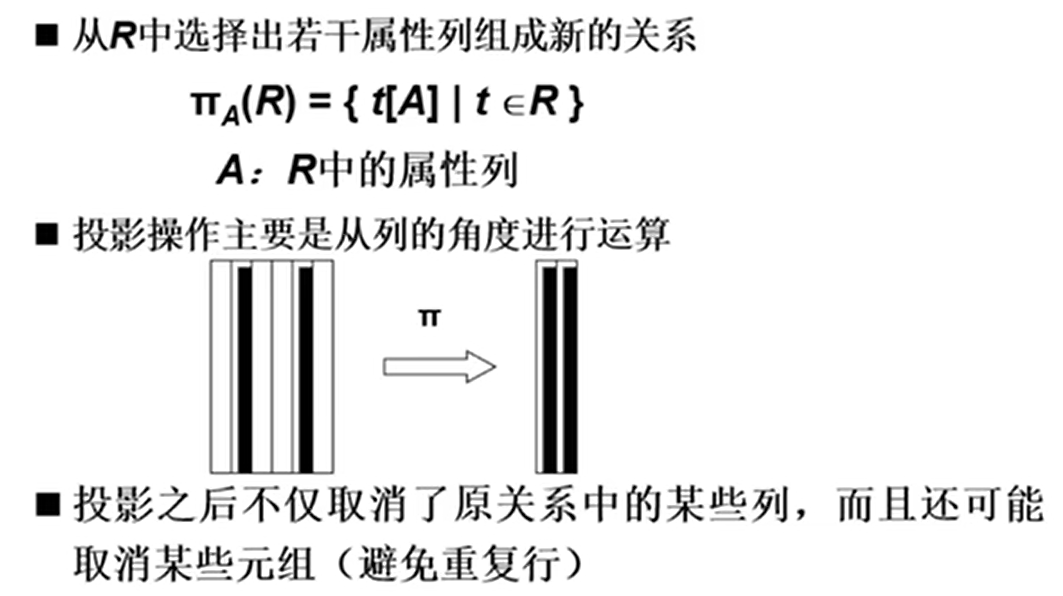 ■ 从R中选择出若干属性列组成新的关系
πA(R) = { t[A] | t ∈R }
A：R中的属性列
■ 投影操作主要是从列的角度进行运算
π
■ 投影之后不仅取消了原关系中的某些列，而且还可能
取消某些元组（避免重复行）